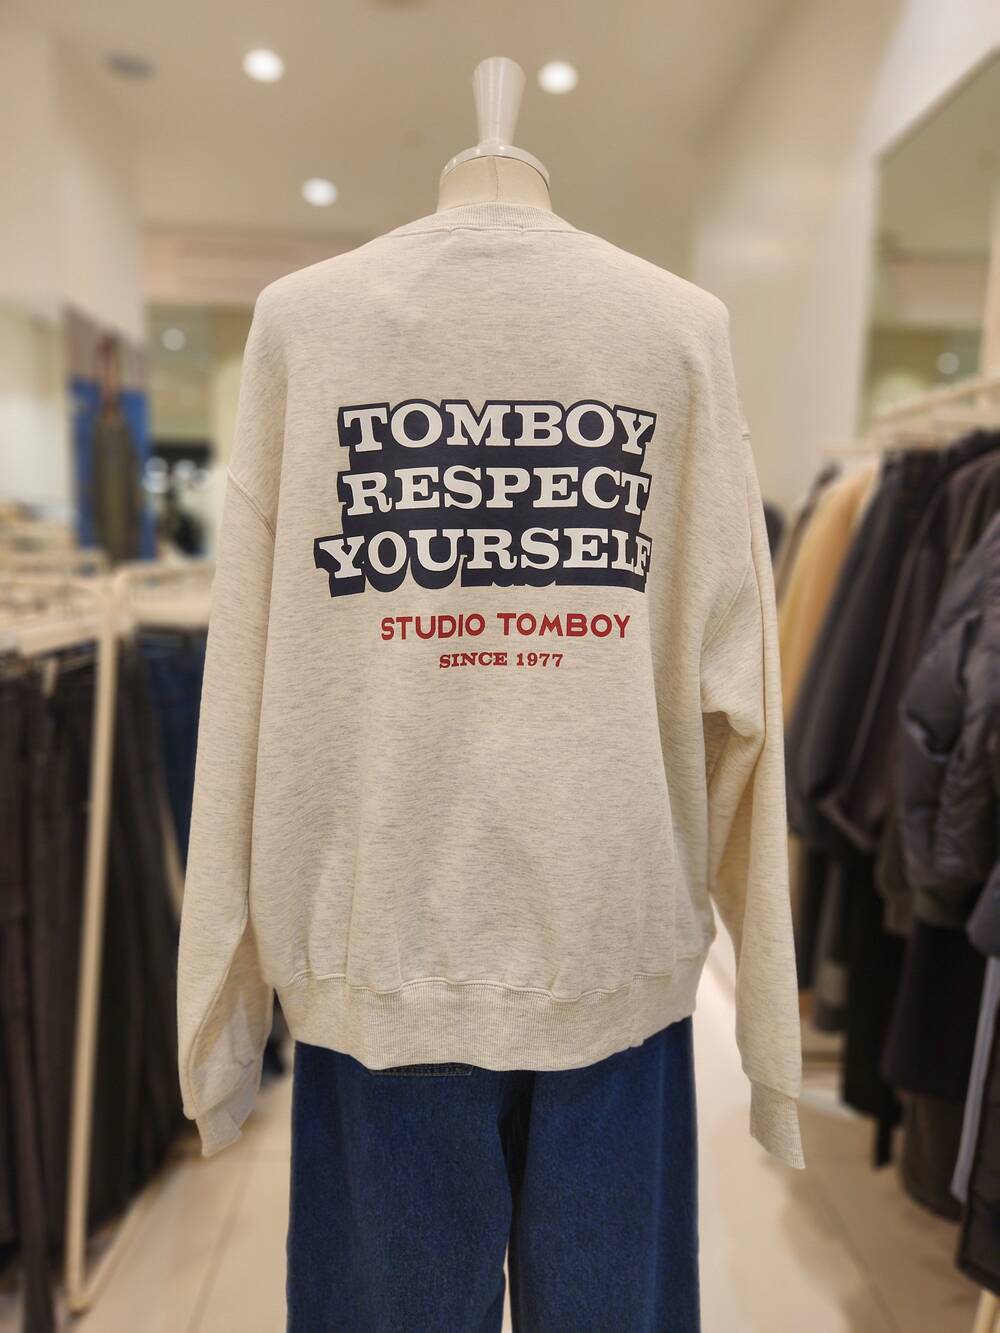 TOMBOY
RESPECT
YOURSELF
STUDIO TOMBOY
SINCE 1977